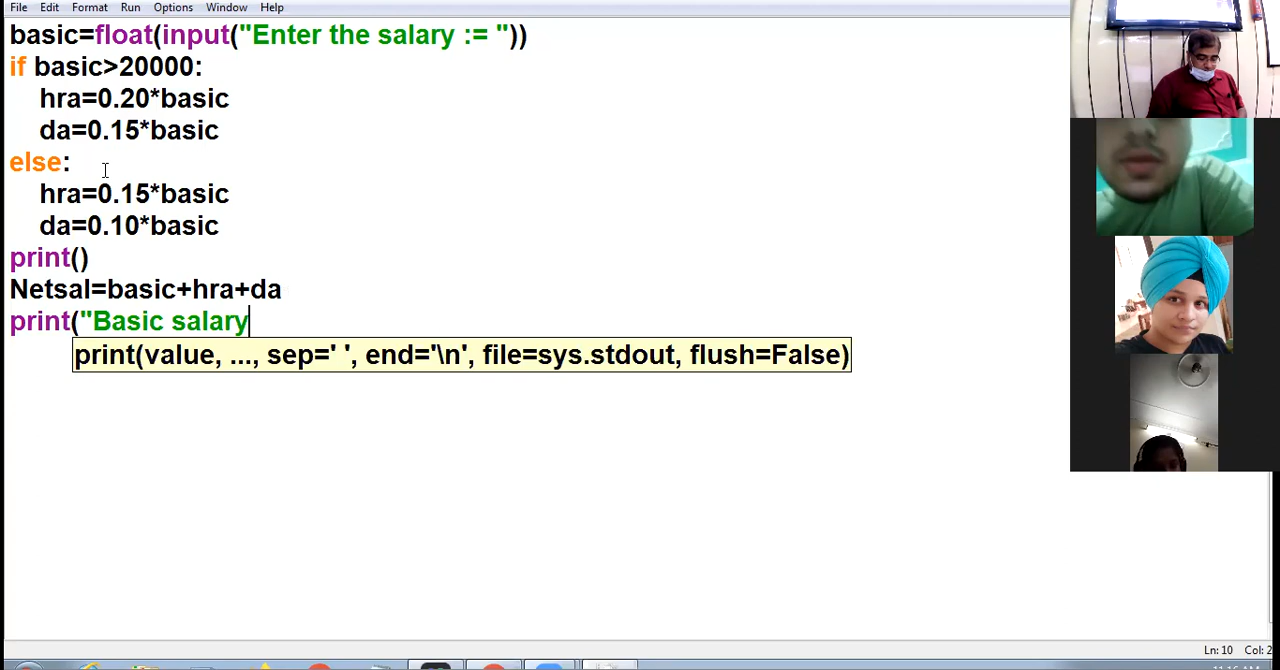 File Edit Format Run Options Window Help
basic=float(input("Enter the salary := "))
if basic>20000:
    hra=0.20*basic
    da=0.15*basic
else:
    hra=0.15*basic
    da=0.10*basic
print()
Netsal=basic+hra+da
print("Basic salary
print(value, ..., sep=' ', end='\n', file=sys.stdout, flush=False)
Ln: 10 Col: 2